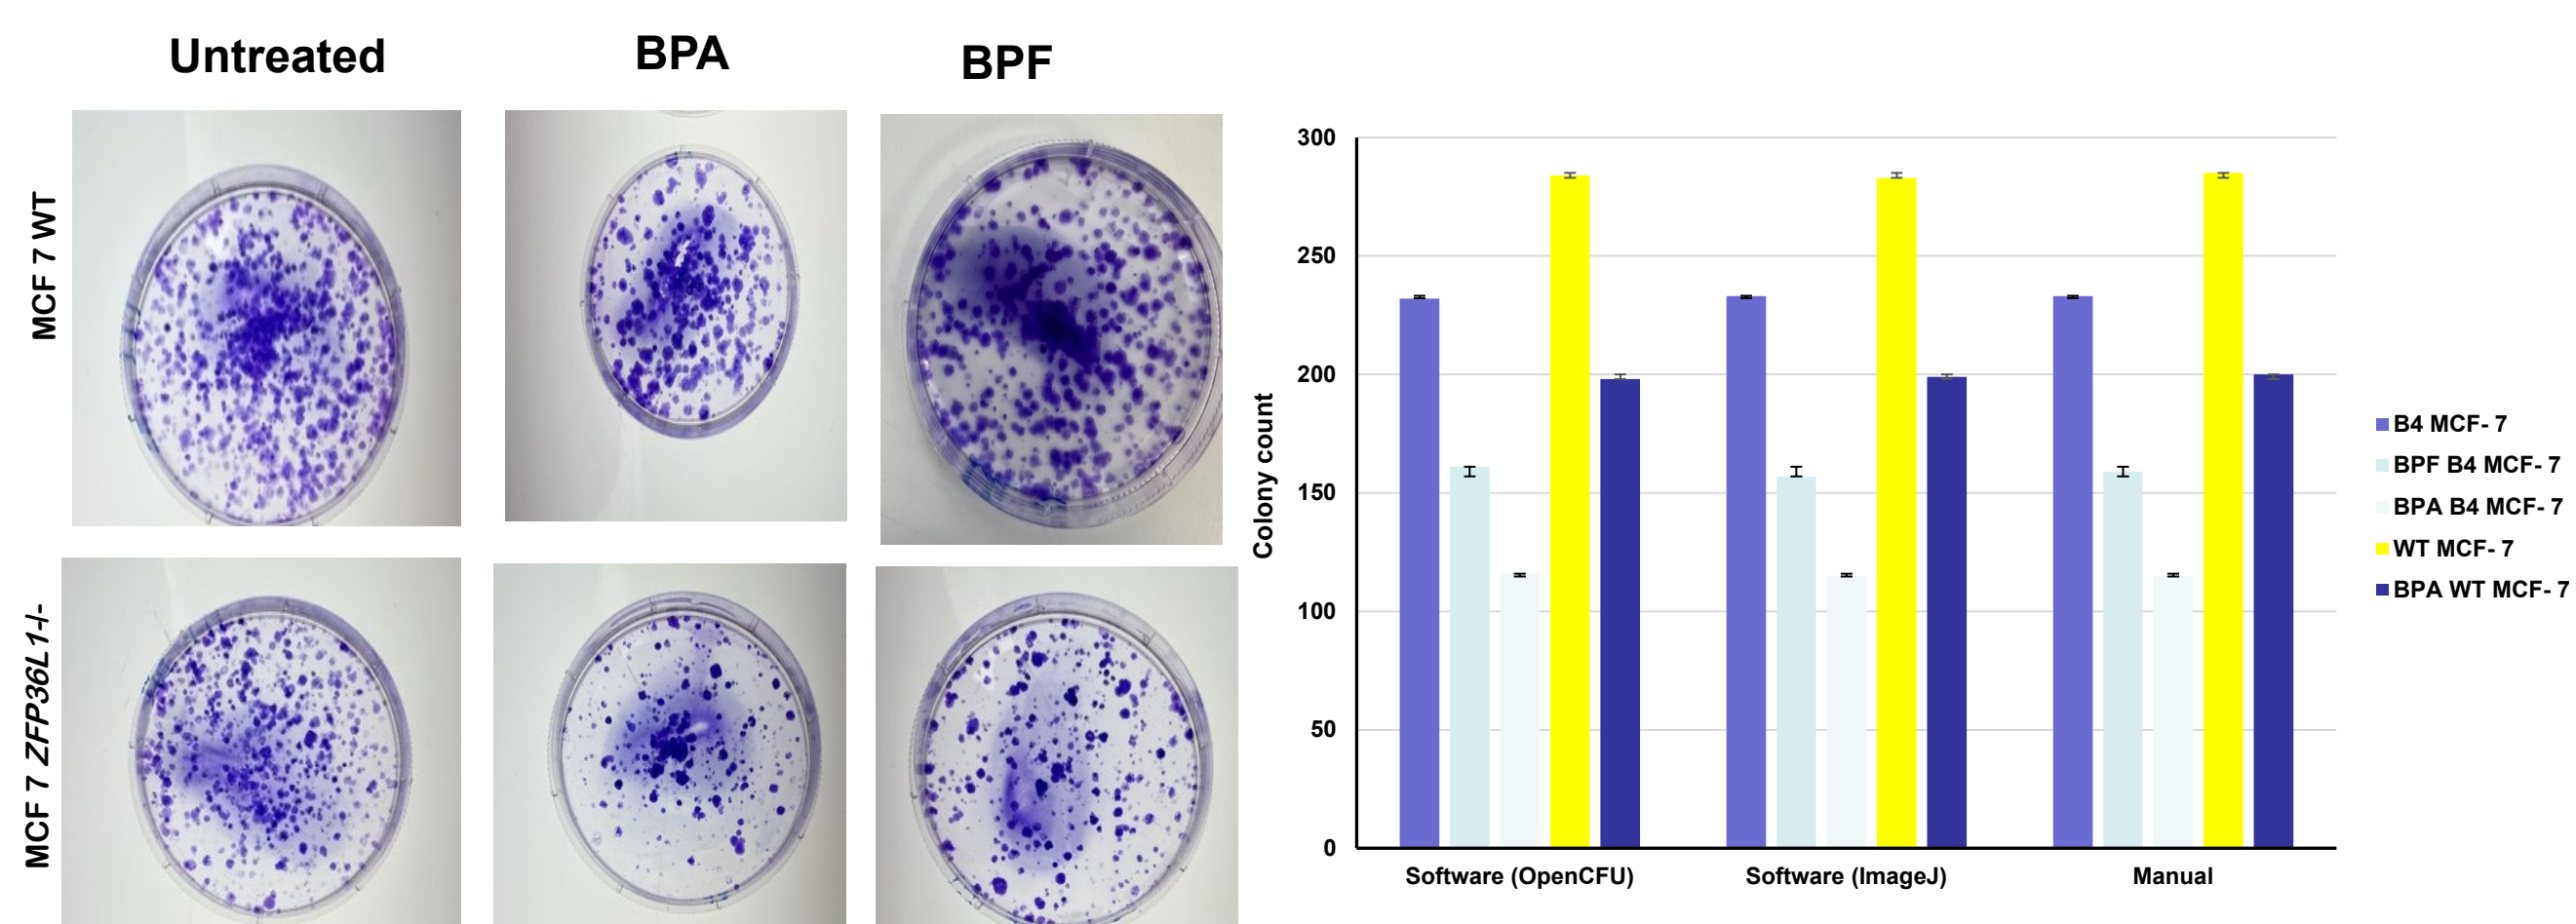 Untreated
BPA
BPF
MCF 7 WT
MCF 7 ZFP36L1-/-
Colony count
300
250
200
150
100
50
0
Software (OpenCFU)
Software (ImageJ)
Manual
B4 MCF- 7
BPF B4 MCF- 7
BPA B4 MCF- 7
WT MCF- 7
BPA WT MCF- 7